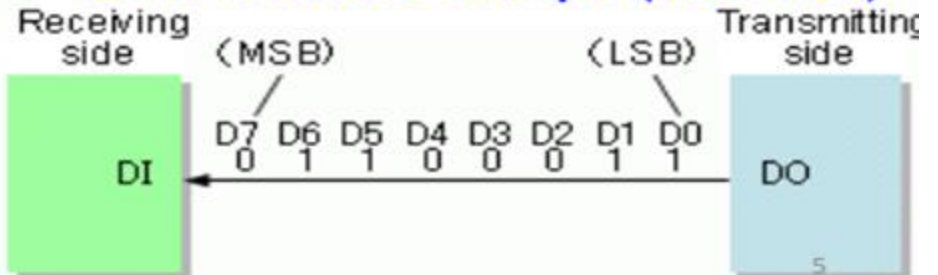 Receiving side
Transmitting side
(MSB)
(LSB)
D7 D6 D5 D4 D3 D2 D1 D0
0 1 1 0 0 0 1 1
DI
DO
5